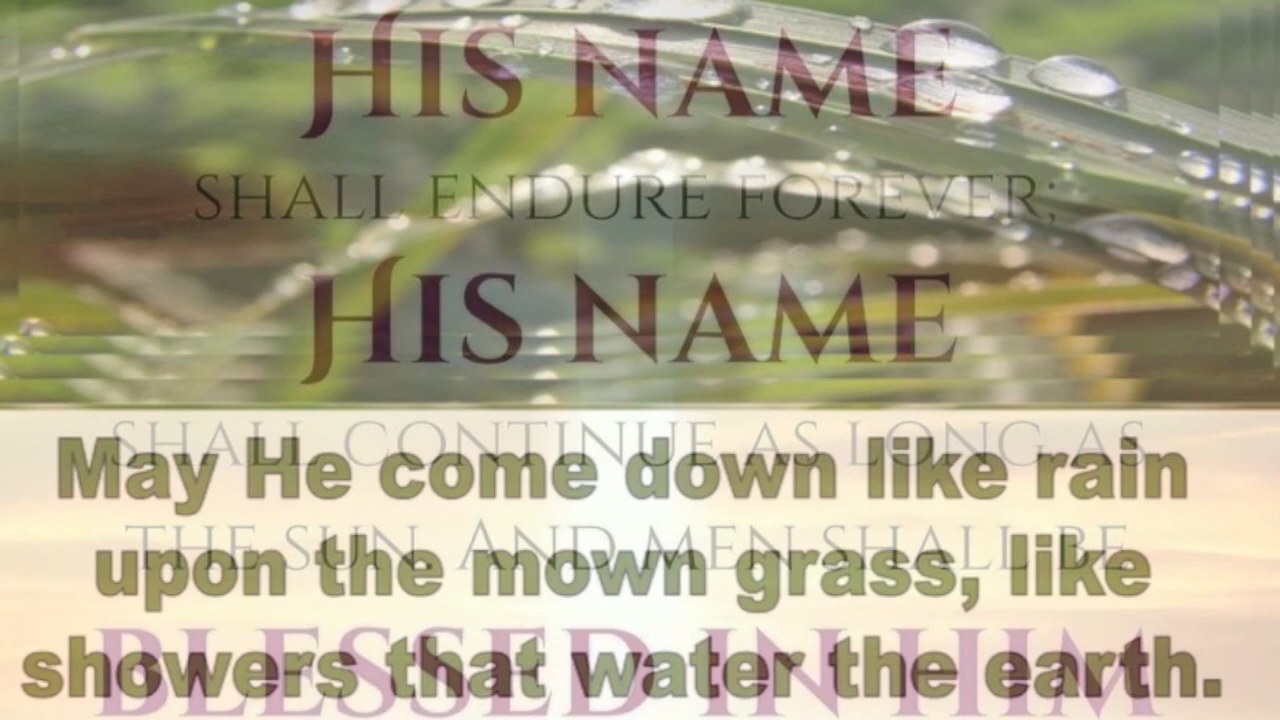 HIS NAME
SHALL ENDURE FOREVER;
HIS NAME
SHALL CONTINUE AS LONG AS
May He come down like rain
THE SUN. AND MEN SHALL BE
upon the mown grass, like
BLESSED IN HIM
showers that water the earth.